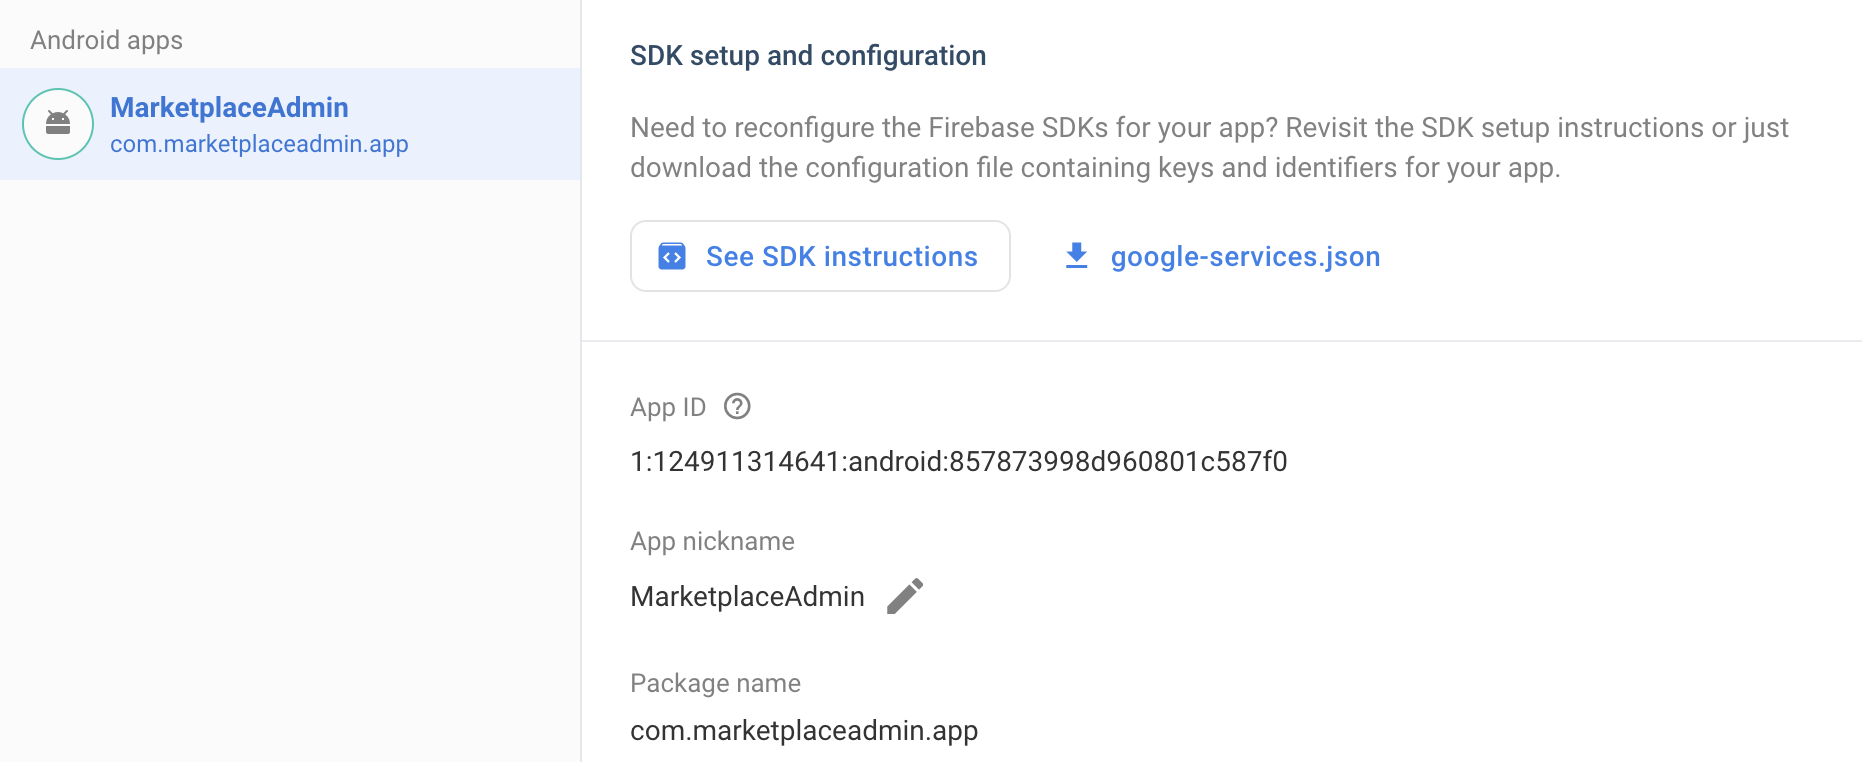 Android apps
MarketplaceAdmin
com.marketplaceadmin.app
SDK setup and configuration
Need to reconfigure the Firebase SDKs for your app? Revisit the SDK setup instructions or just
download the configuration file containing keys and identifiers for your app.
See SDK instructions
google-services.json
App ID
1:124911314641:android:857873998d960801c587f0
App nickname
MarketplaceAdmin
Package name
com.marketplaceadmin.app